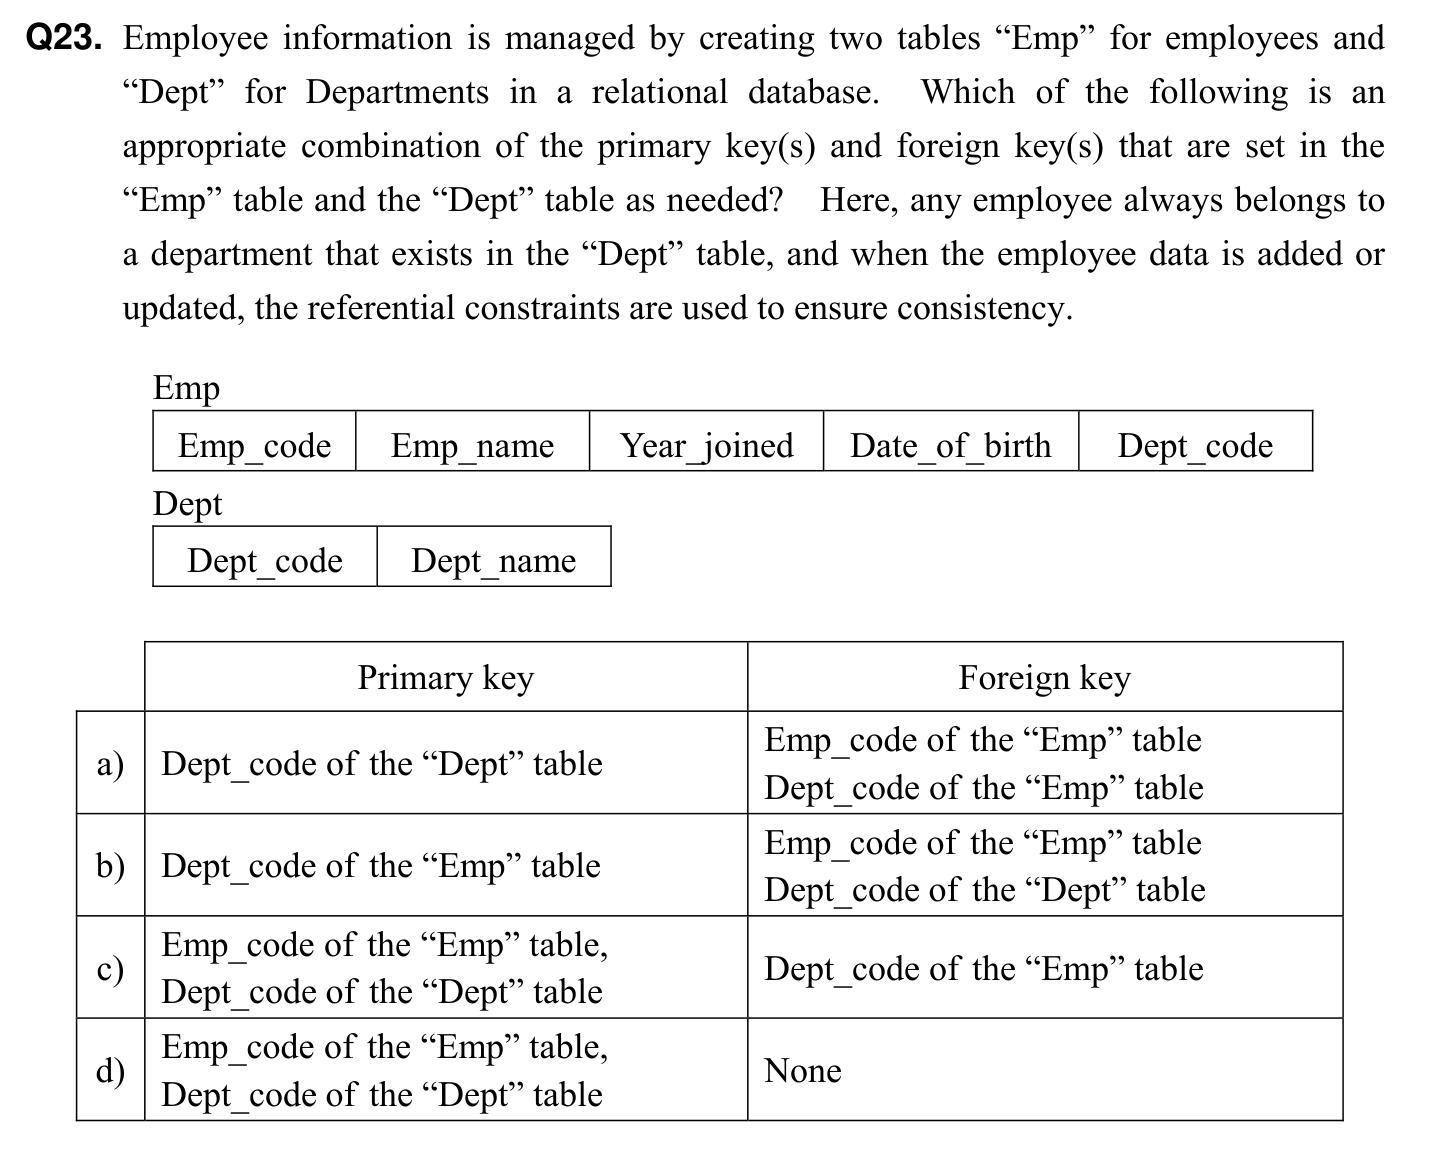 Q23. Employee information is managed by creating two tables “Emp” for employees and
“Dept” for Departments in a relational database. Which of the following is an
appropriate combination of the primary key(s) and foreign key(s) that are set in the
“Emp” table and the “Dept” table as needed? Here, any employee always belongs to
a department that exists in the “Dept” table, and when the employee data is added or
updated, the referential constraints are used to ensure consistency.
Emp
Emp_code Emp_name Year_joined Date_of_birth Dept_code
Dept
Dept_code Dept_name
Primary key Foreign key
a) Dept_code of the “Dept” table
Emp_code of the “Emp” table
Dept_code of the “Emp” table
b) Dept_code of the “Emp” table
Emp_code of the “Emp” table
Dept_code of the “Dept” table
c)
Emp_code of the “Emp” table,
Dept_code of the “Dept” table
Dept_code of the “Emp” table
d)
Emp_code of the “Emp” table,
Dept_code of the “Dept” table
None